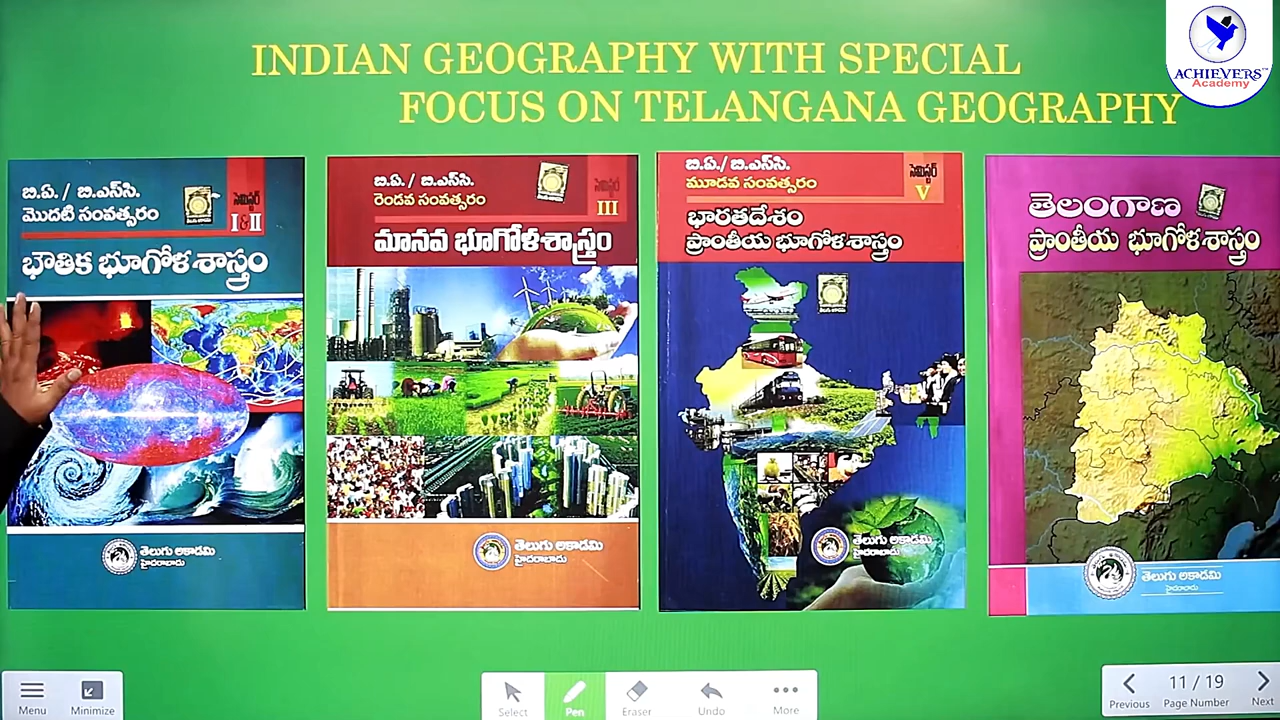 INDIAN GEOGRAPHY WITH SPECIAL
FOCUS ON TELANGANA GEOGRAPHY
ACHIEVERS™
Academy
బి.ఏ./ బి.ఎస్‌సి.
మొదటి సంవత్సరం
సెమిస్టర్
I&II
భౌతిక భూగోళశాస్త్రం
తెలుగు అకాడమి
హైదరాబాదు
బి.ఏ./ బి.ఎస్‌సి.
రెండవ సంవత్సరం
సెమిస్టర్
III
మానవ భూగోళశాస్త్రం
తెలుగు అకాడమి
హైదరాబాదు
బి.ఏ./ బి.ఎస్‌సి.
మూడవ సంవత్సరం
సెమిస్టర్
V
భారతదేశం
ప్రాంతీయ భూగోళశాస్త్రం
తెలుగు అకాడమి
హైదరాబాదు
తెలంగాణ
ప్రాంతీయ భూగోళశాస్త్రం
తెలుగు అకాడమి
హైదరాబాదు
Menu
Minimize
Select
Pen
Eraser
Undo
More
Previous
11 / 19
Page Number
Next